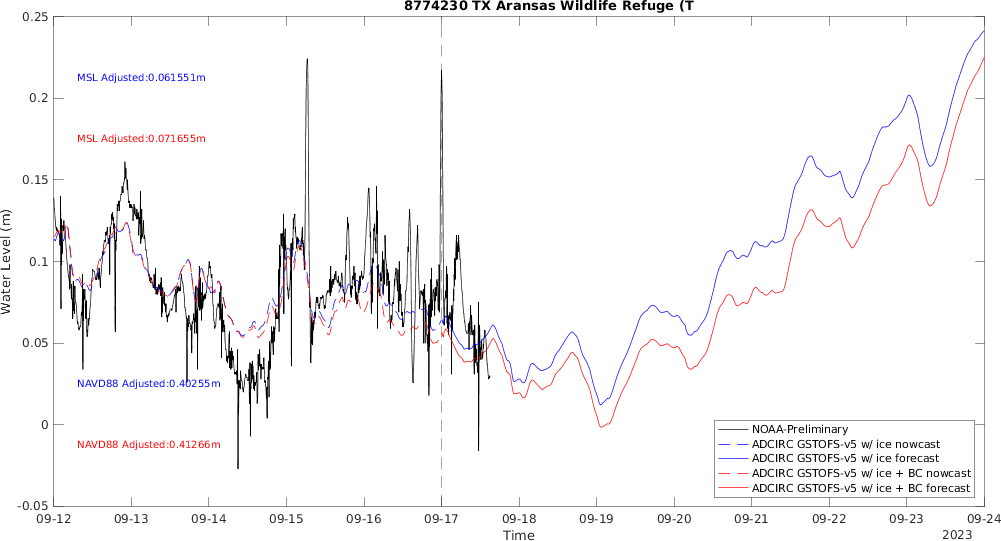 8774230 TX Aransas Wildlife Refuge (T
0.25
0.2
0.15
0.1
0.05
0
-0.05
Water Level (m)
MSL Adjusted:0.061551m
MSL Adjusted:0.071655m
NAVD88 Adjusted:0.40255m
NAVD88 Adjusted:0.41266m
NOAA-Preliminary
ADCIRC GSTOFS-v5 w/ ice nowcast
ADCIRC GSTOFS-v5 w/ ice forecast
ADCIRC GSTOFS-v5 w/ ice + BC nowcast
ADCIRC GSTOFS-v5 w/ ice + BC forecast
09-12 09-13 09-14 09-15 09-16 09-17 09-18 09-19 09-20 09-21 09-22 09-23 09-24
Time
2023